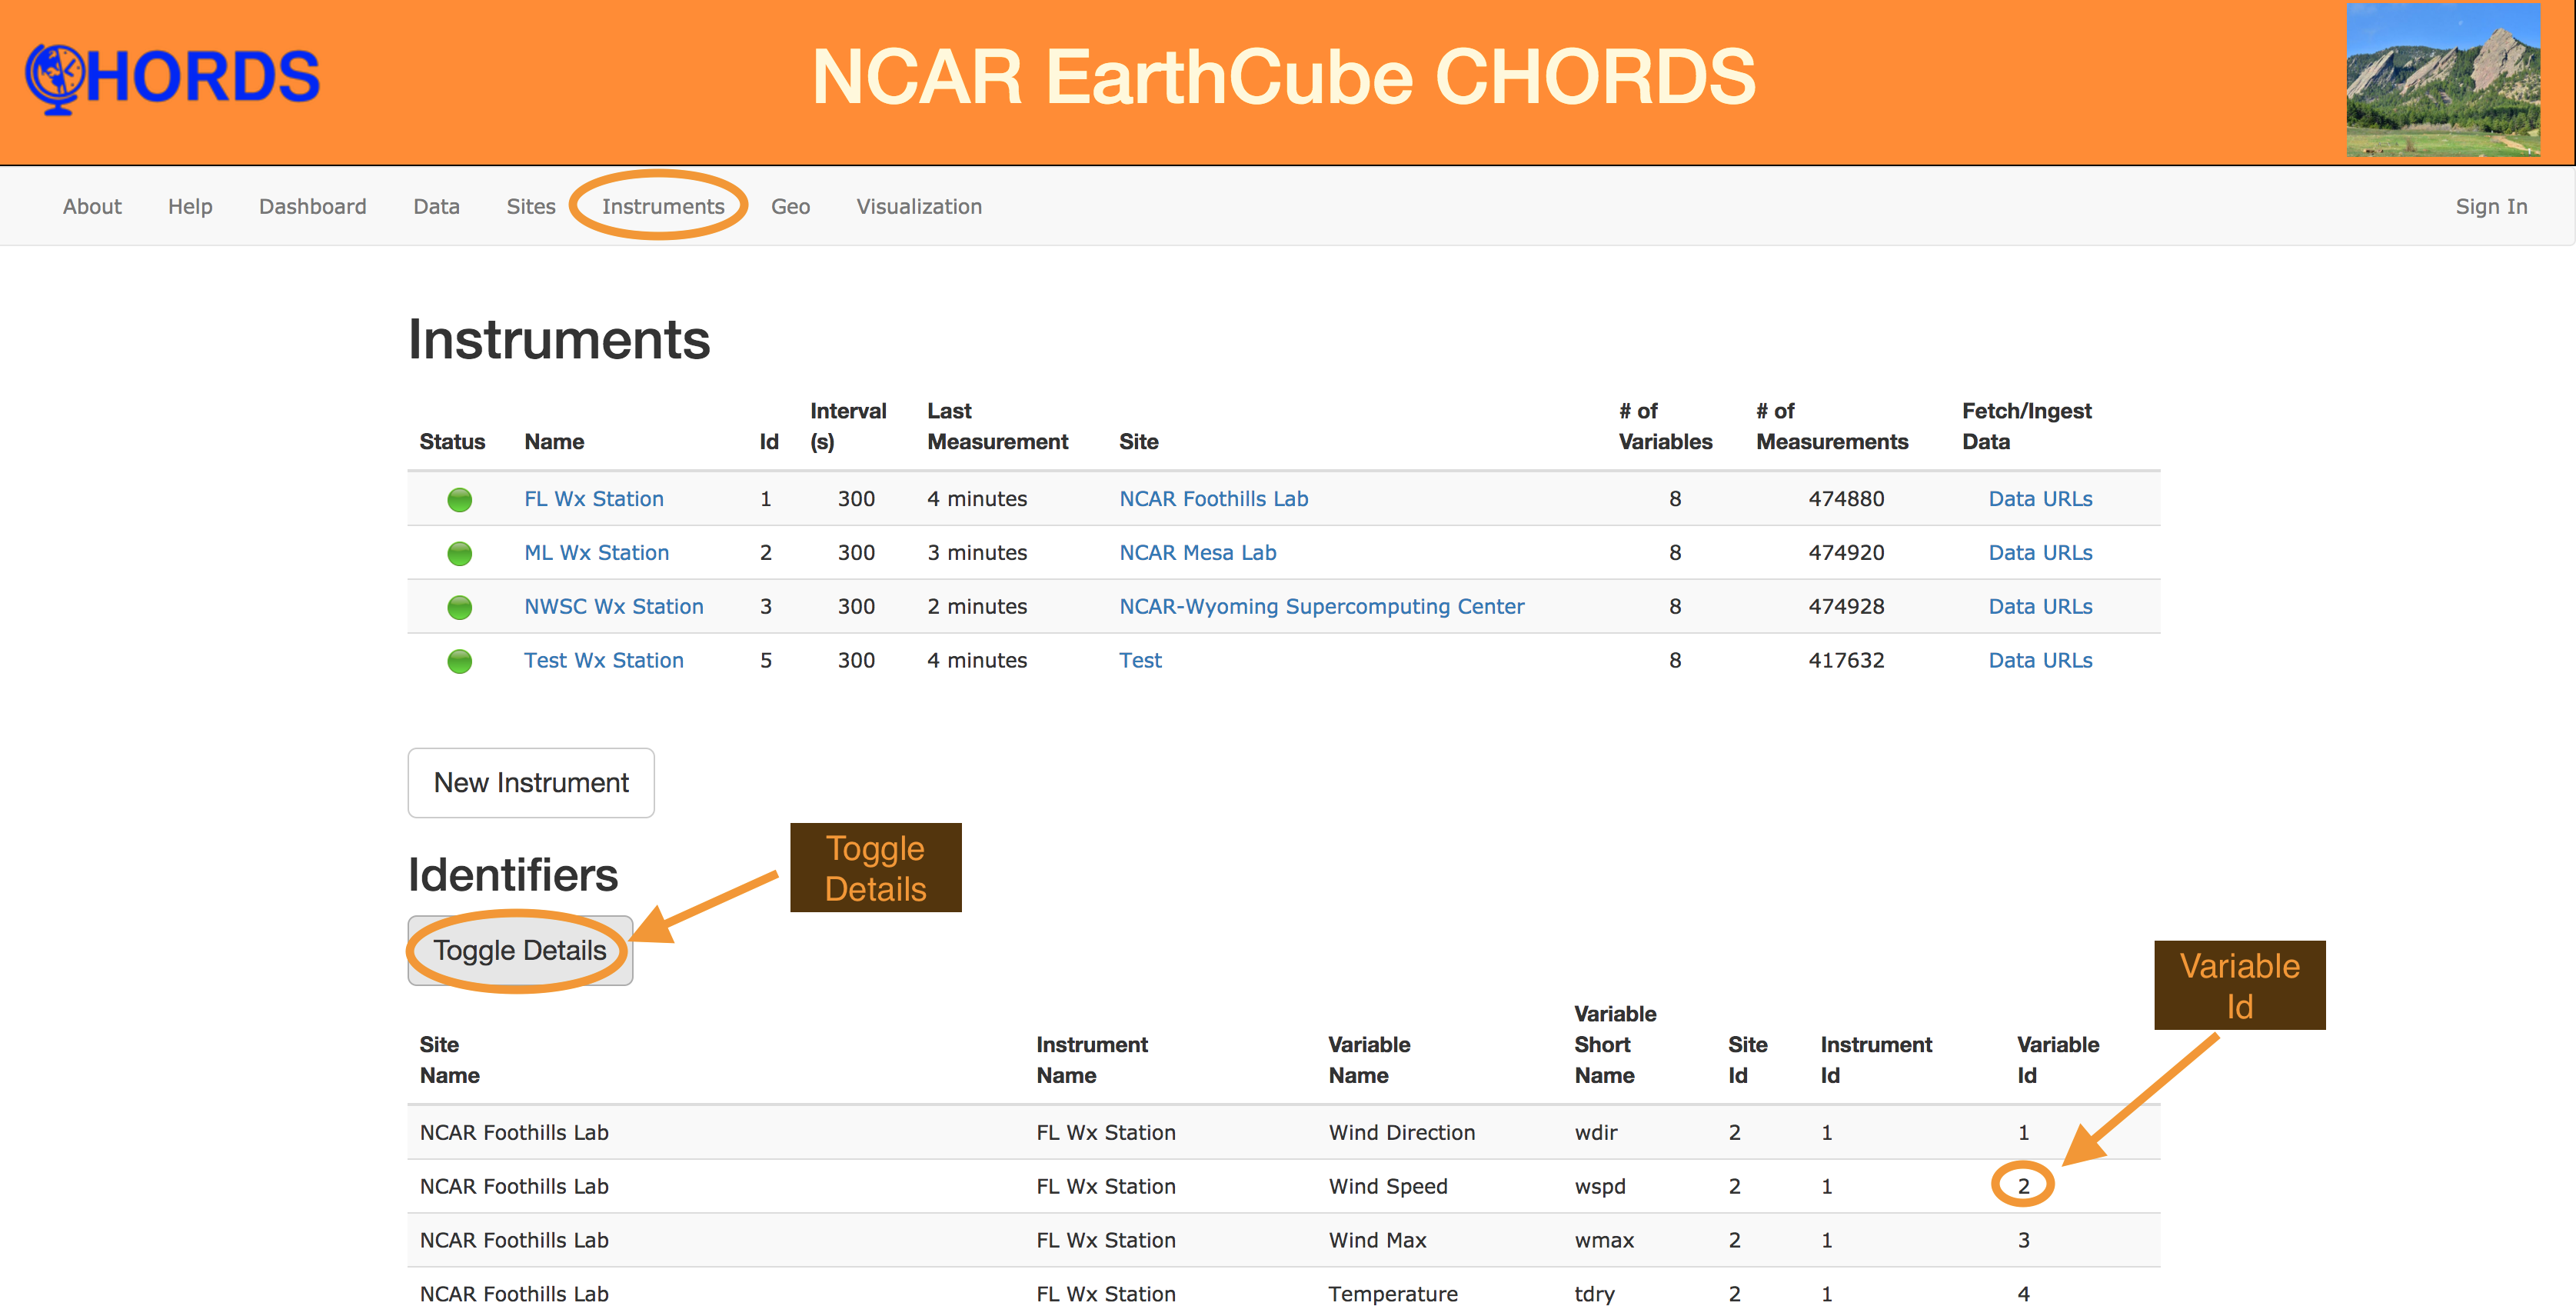 CHORDS
NCAR EarthCube CHORDS
About Help Dashboard Data Sites Instruments Geo Visualization Sign In
Instruments
Status Name Id Interval (s) Last Measurement Site # of Variables # of Measurements Fetch/Ingest Data
FL Wx Station 1 300 4 minutes NCAR Foothills Lab 8 474880 Data URLs
ML Wx Station 2 300 3 minutes NCAR Mesa Lab 8 474920 Data URLs
NWSC Wx Station 3 300 2 minutes NCAR-Wyoming Supercomputing Center 8 474928 Data URLs
Test Wx Station 5 300 4 minutes Test 8 417632 Data URLs
New Instrument
Toggle
Details
Identifiers
Toggle Details
Variable
Id
Site Name Instrument Name Variable Name Variable Short Name Site Id Instrument Id Variable Id
NCAR Foothills Lab FL Wx Station Wind Direction wdir 2 1 1
NCAR Foothills Lab FL Wx Station Wind Speed wspd 2 1 2
NCAR Foothills Lab FL Wx Station Wind Max wmax 2 1 3
NCAR Foothills Lab FL Wx Station Temperature tdry 2 1 4